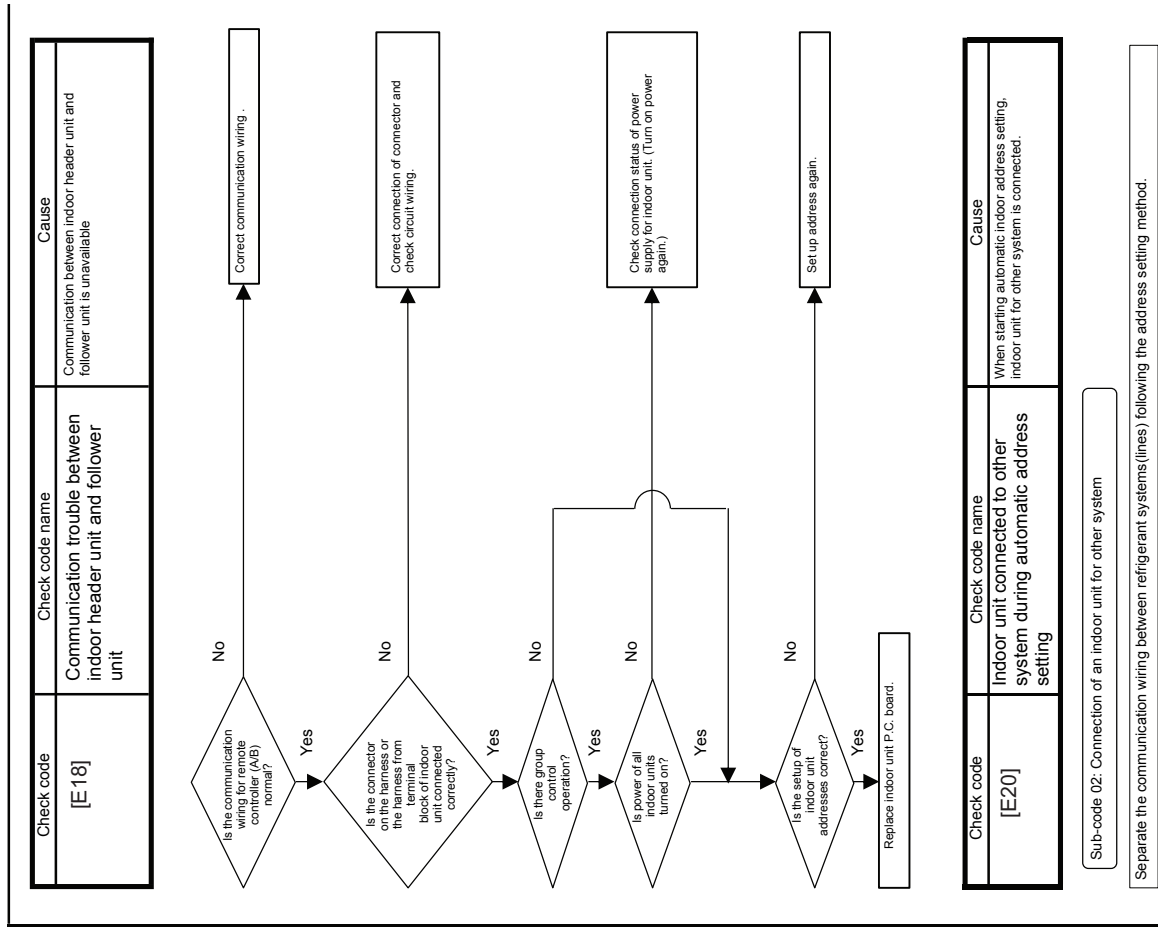 Check code
Check code name
Cause
[E18]
Communication trouble between
indoor header unit and follower
unit
Communication between indoor header unit and
follower unit is unavailable
Is the communication
wiring for remote
controller (A/B)
normal?
No
Correct communication wiring .
Yes
Is the connector
on the harness or
the harness from
terminal
block of indoor
unit connected
correctly?
No
Correct connection of connector and
check circuit wiring.
Yes
Is there group
control
operation?
No
Yes
Is power of all
indoor units
turned on?
No
Check connection status of power
supply for indoor unit. (Turn on power
again.)
Yes
Is the setup of
indoor unit
addresses correct?
No
Set up address again.
Yes
Replace indoor unit P.C. board.
Check code
Check code name
Cause
[E20]
Indoor unit connected to other
system during automatic address
setting
When starting automatic indoor address setting,
indoor unit for other system is connected.
Sub-code 02: Connection of an indoor unit for other system
Separate the communication wiring between refrigerant systems(lines) following the address setting method.